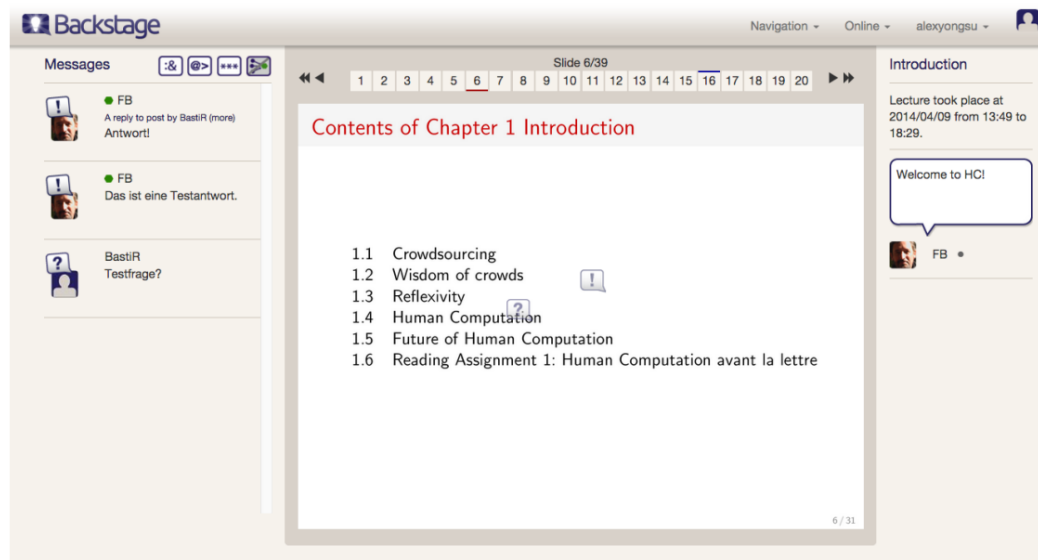 Backstage
Navigation
Online
alexyongsu
Messages
:&
@>
•••
!
FB
A reply to post by BastiR (more)
Antwort!
!
FB
Das ist eine Testantwort.
?
BastiR
Testfrage?
Slide 6/39
1 2 3 4 5 6 7 8 9 10 11 12 13 14 15 16 17 18 19 20
Contents of Chapter 1 Introduction
1.1 Crowdsourcing
1.2 Wisdom of crowds
!
1.3 Reflexivity
?
1.4 Human Computation
1.5 Future of Human Computation
1.6 Reading Assignment 1: Human Computation avant la lettre
6 / 31
Introduction
Lecture took place at
2014/04/09 from 13:49 to
18:29.
Welcome to HC!
FB